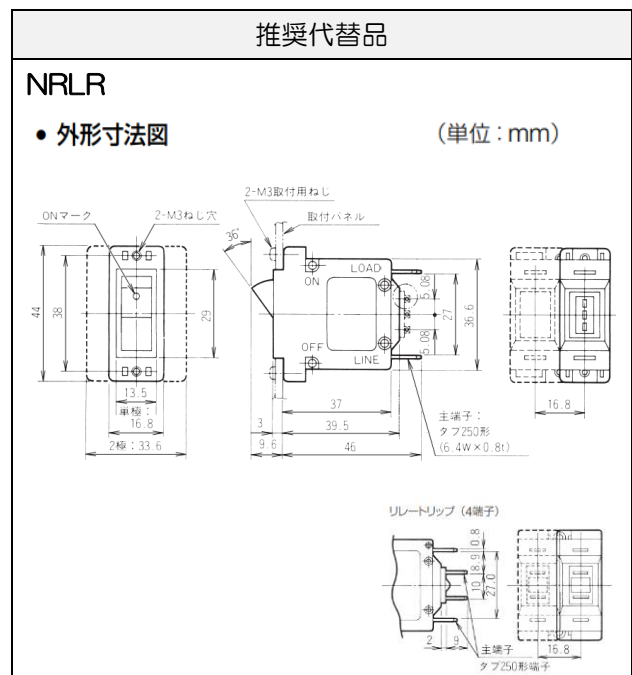 推奨代替品
NRLR
• 外形寸法図
(単位：mm)
ONマーク
2-M3ねじ穴
44
38
29
13.5
単極：
16.8
2極：33.6
2-M3取付用ねじ
取付パネル
36°
LOAD
ON
OFF
LINE
5.08
27
36.6
5.08
37
3
39.5
9.6
46
主端子：
タブ250形
(6.4W×0.8t)
16.8
リレートリップ（4端子）
0.8
9
8
10
27.0
2
9
主端子
タブ250形端子
16.8